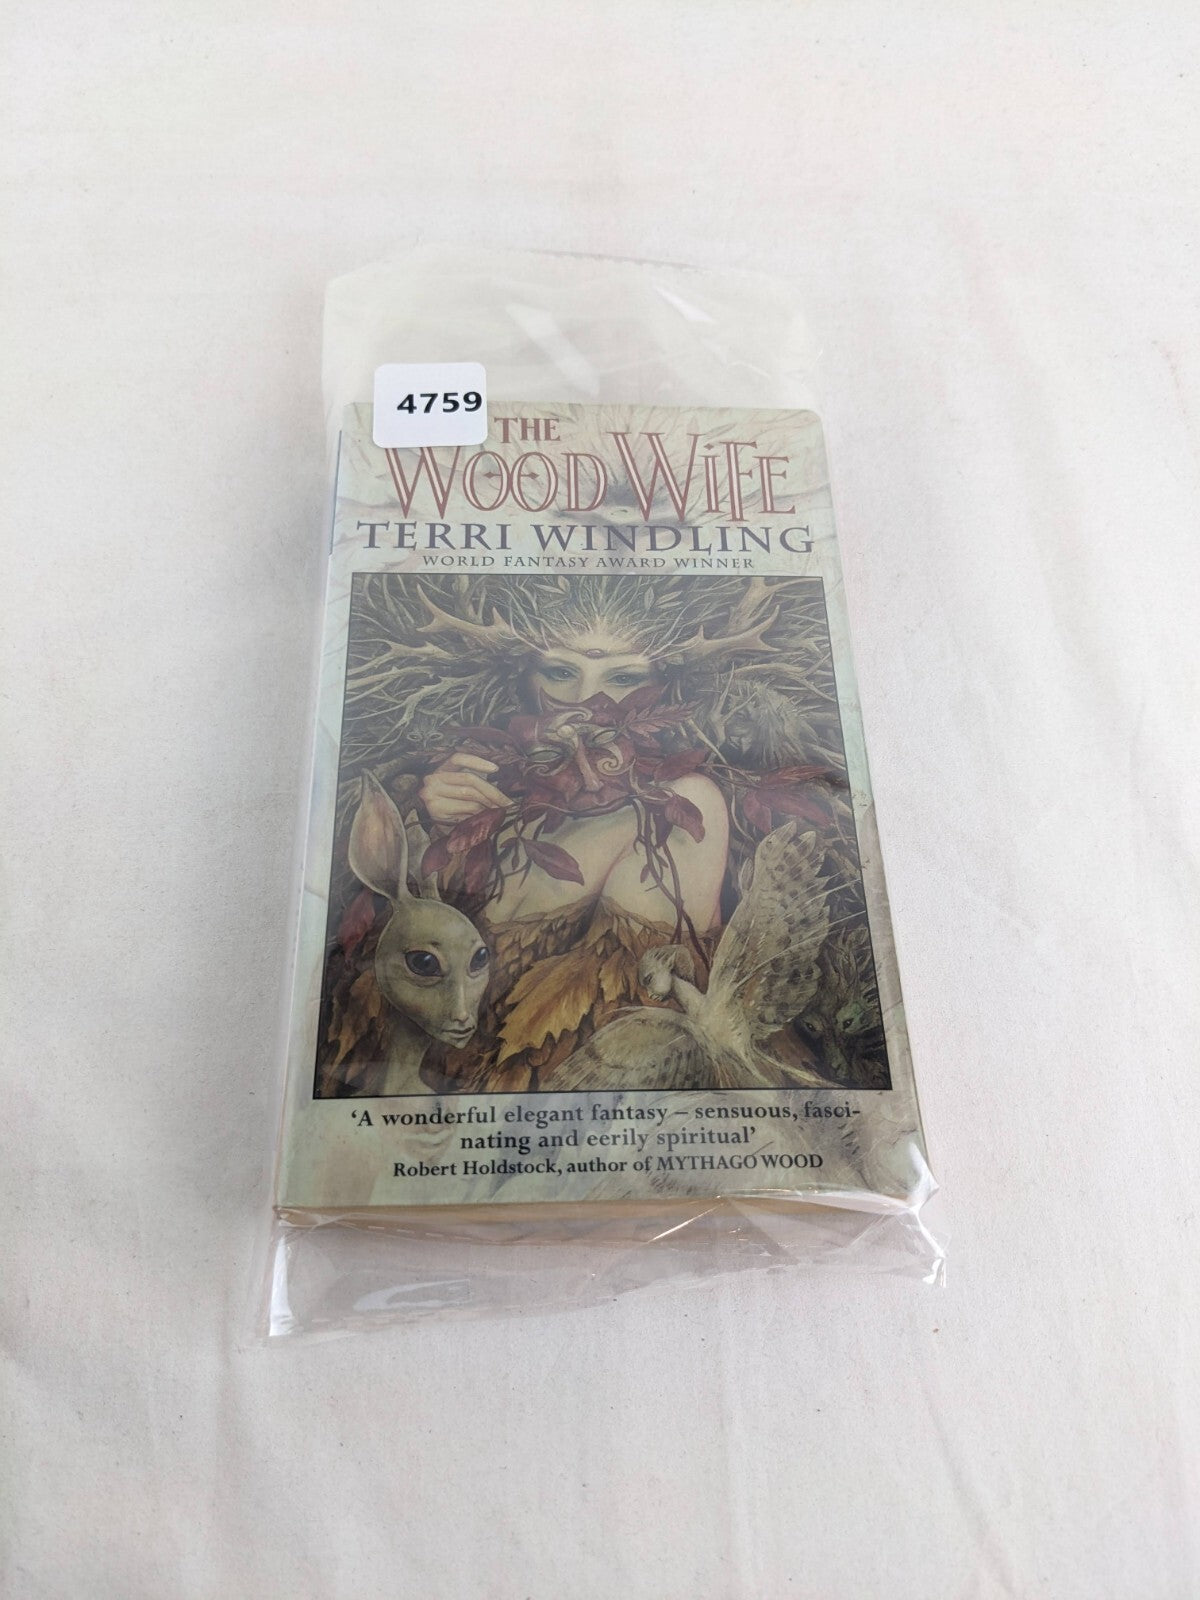 4759
THE
WOOD WIFE
TERRI WINDLING
WORLD FANTASY AWARD WINNER
‘A wonderful elegant fantasy – sensuous, fasci-
nating and eerily spiritual’
Robert Holdstock, author of MYTHAGO WOOD